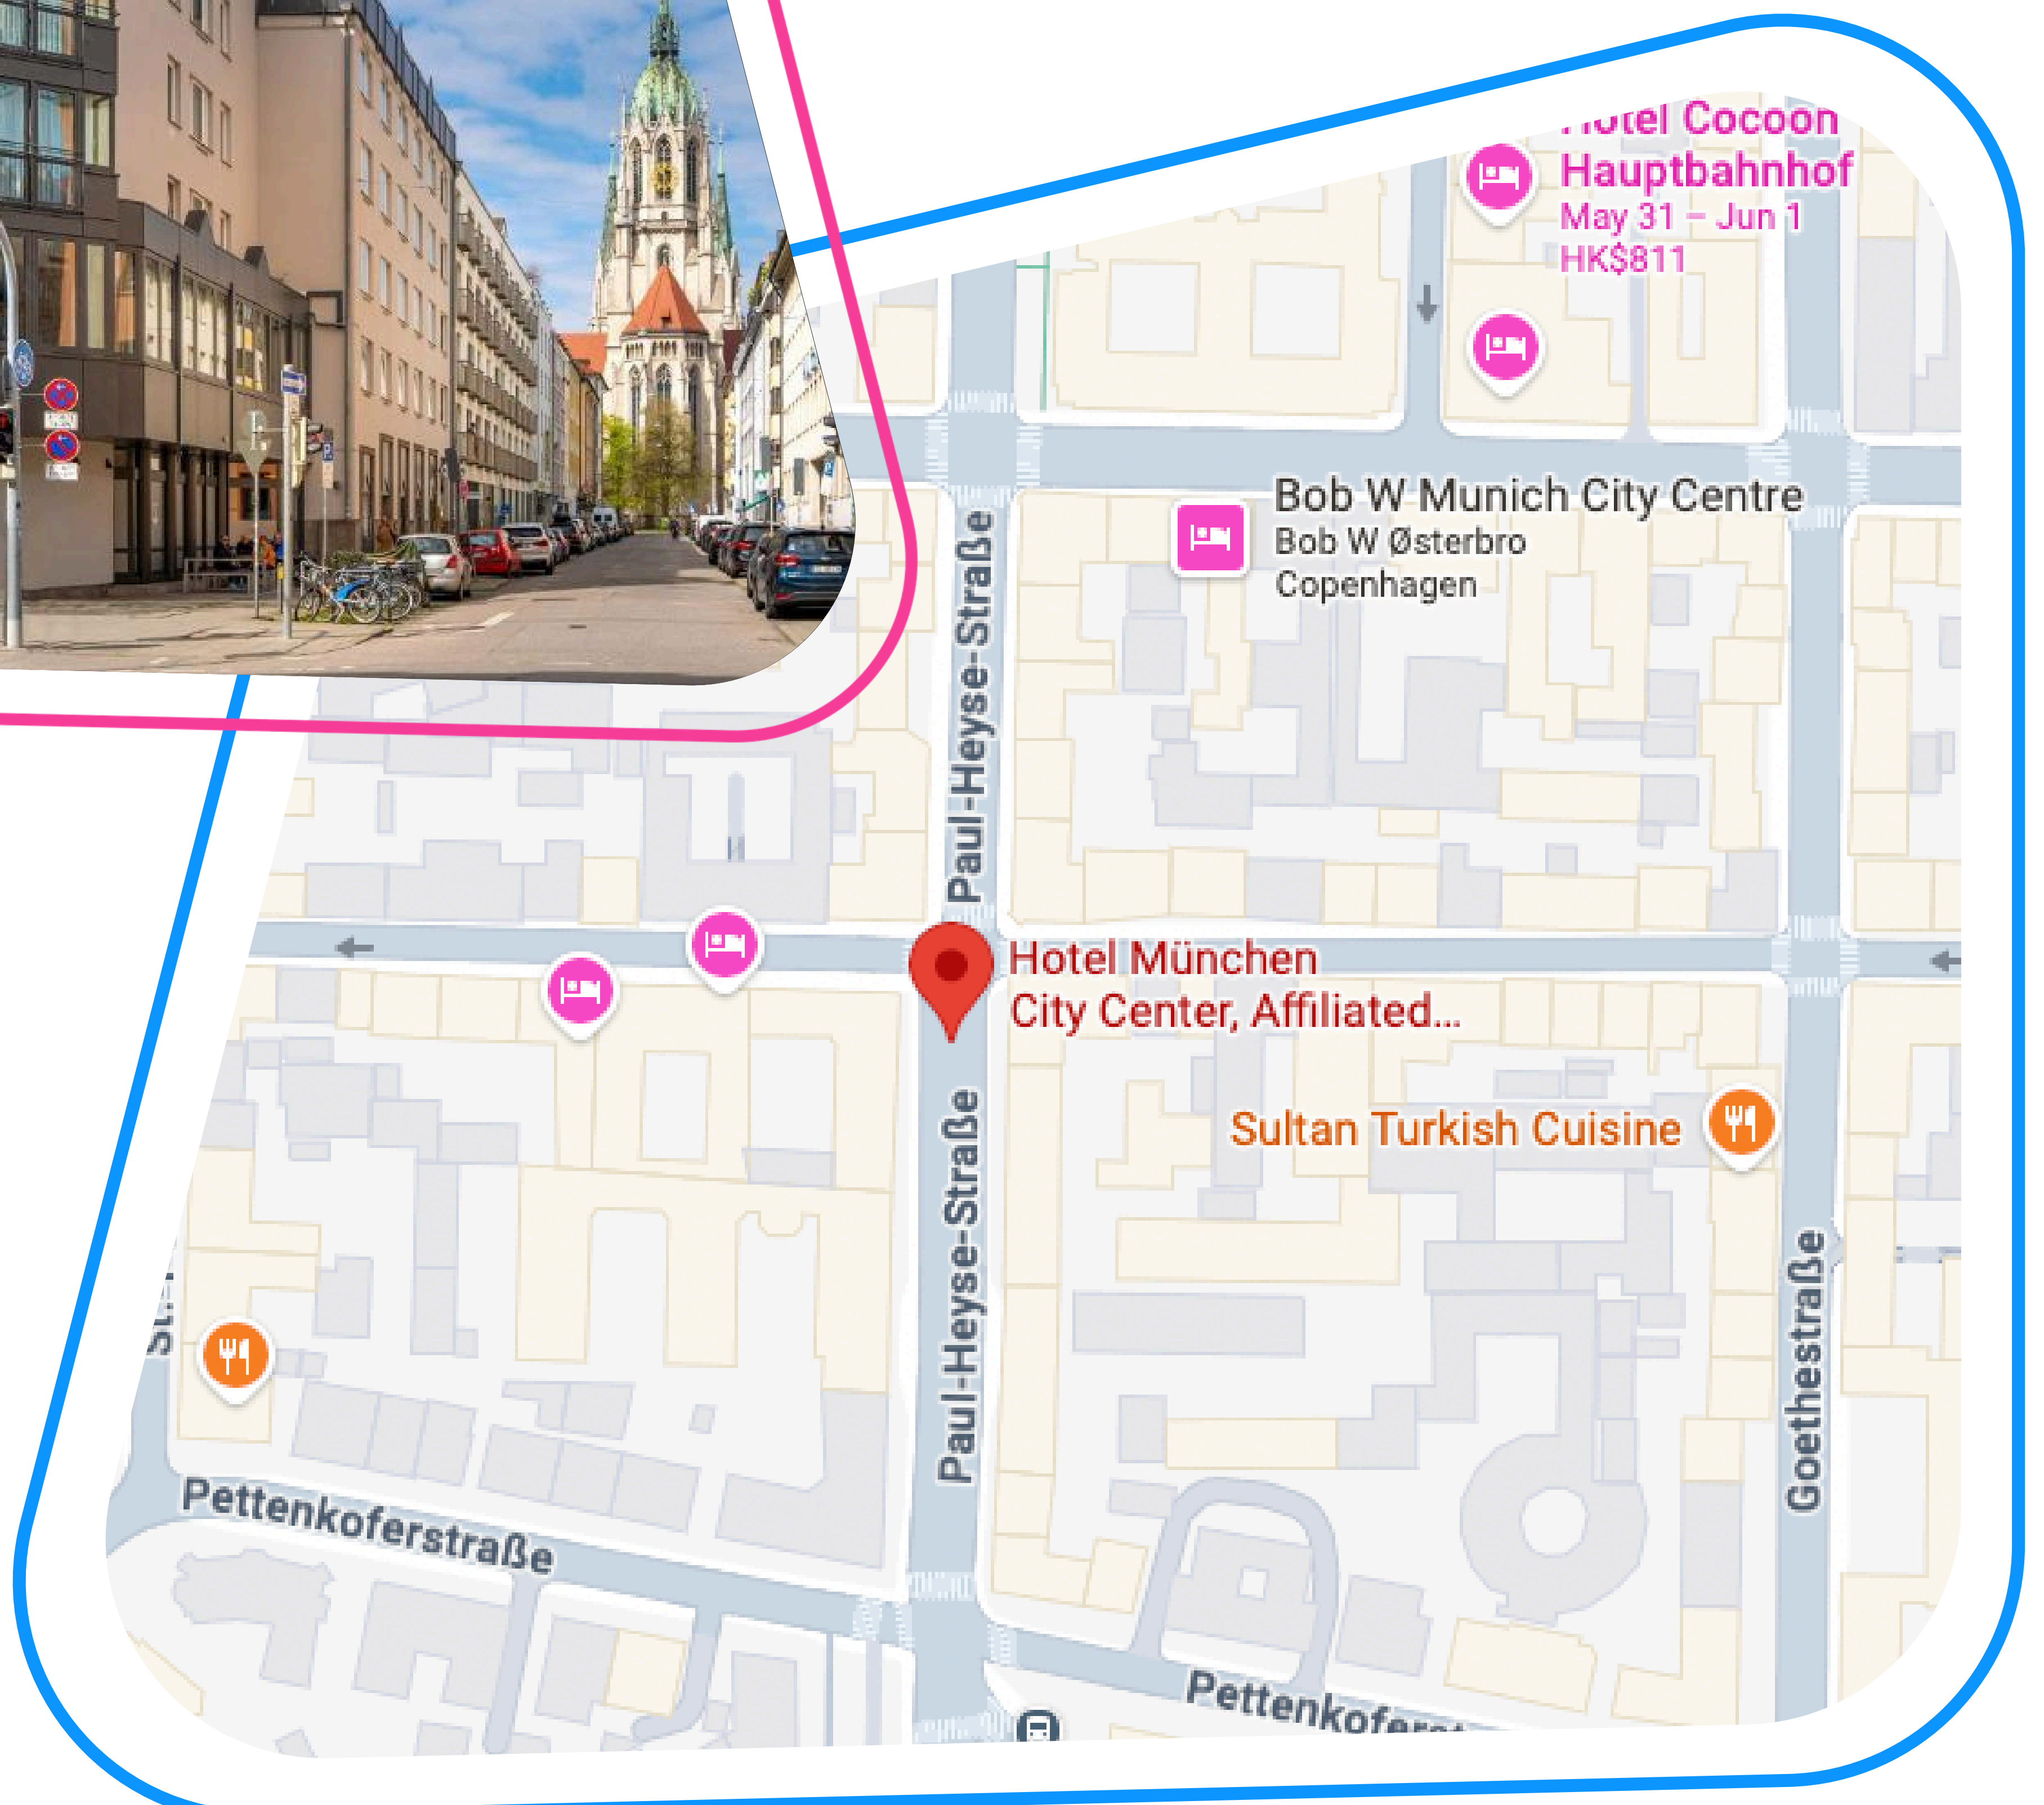 Hotel Cocoon
Hauptbahnhof
May 31 – Jun 1
HK$811
Bob W Munich City Centre
Bob W Østerbro
Copenhagen
Paul-Heyse-Straße
Hotel München
City Center, Affiliated...
Sultan Turkish Cuisine
Paul-Heyse-Straße
Goethestraße
Pettenkoferstraße